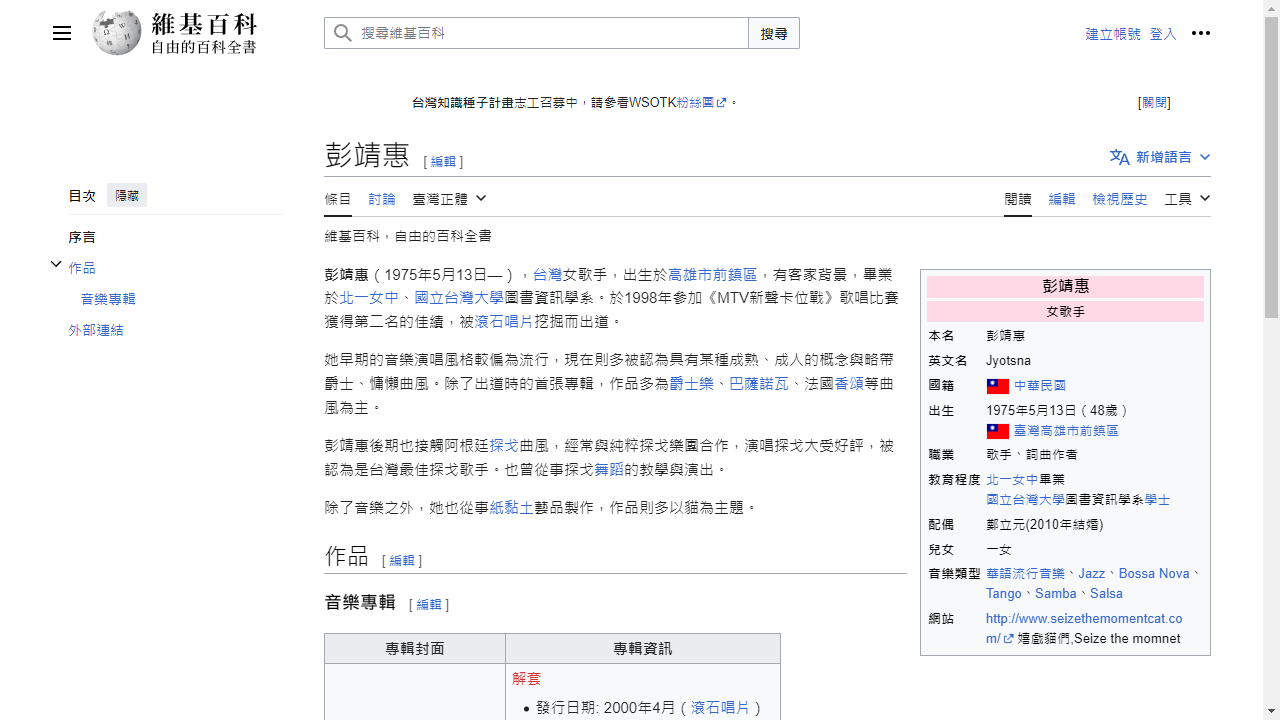 維基百科
自由的百科全書
搜尋維基百科
搜尋
建立帳號 登入
台灣知識種子計畫志工召募中，請參看WSOTK粉絲團。 [關閉]
彭靖惠 [編輯]
新增語言
目次 隱藏
序言
作品
音樂專輯
外部連結
條目 討論 臺灣正體
閱讀 編輯 檢視歷史 工具
維基百科，自由的百科全書
彭靖惠（1975年5月13日—），台灣女歌手，出生於高雄市前鎮區，有客家背景，畢業
於北一女中、國立台灣大學圖書資訊學系。於1998年參加《MTV新聲卡位戰》歌唱比賽
獲得第二名的佳績，被滾石唱片挖掘而出道。
她早期的音樂演唱風格較偏為流行，現在則多被認為具有某種成熟、成人的概念與略帶
爵士、慵懶曲風。除了出道時的首張專輯，作品多為爵士樂、巴薩諾瓦、法國香頌等曲
風為主。
彭靖惠後期也接觸阿根廷探戈曲風，經常與純粹探戈樂團合作，演唱探戈大受好評，被
認為是台灣最佳探戈歌手。也曾從事探戈舞蹈的教學與演出。
除了音樂之外，她也從事紙黏土藝品製作，作品則多以貓為主題。
彭靖惠
女歌手
本名 彭靖惠
英文名 Jyotsna
國籍 中華民國
出生 1975年5月13日（48歲）
臺灣高雄市前鎮區
職業 歌手、詞曲作者
教育程度 北一女中畢業
國立台灣大學圖書資訊學系學士
配偶 鄭立元(2010年結婚)
兒女 一女
音樂類型 華語流行音樂、Jazz、Bossa Nova、
Tango、Samba、Salsa
網站 http://www.seizethemomentcat.co
m/ 嬉戲貓們,Seize the momnet
作品 [編輯]
音樂專輯 [編輯]
專輯封面 專輯資訊
解套
• 發行日期: 2000年4月（滾石唱片）